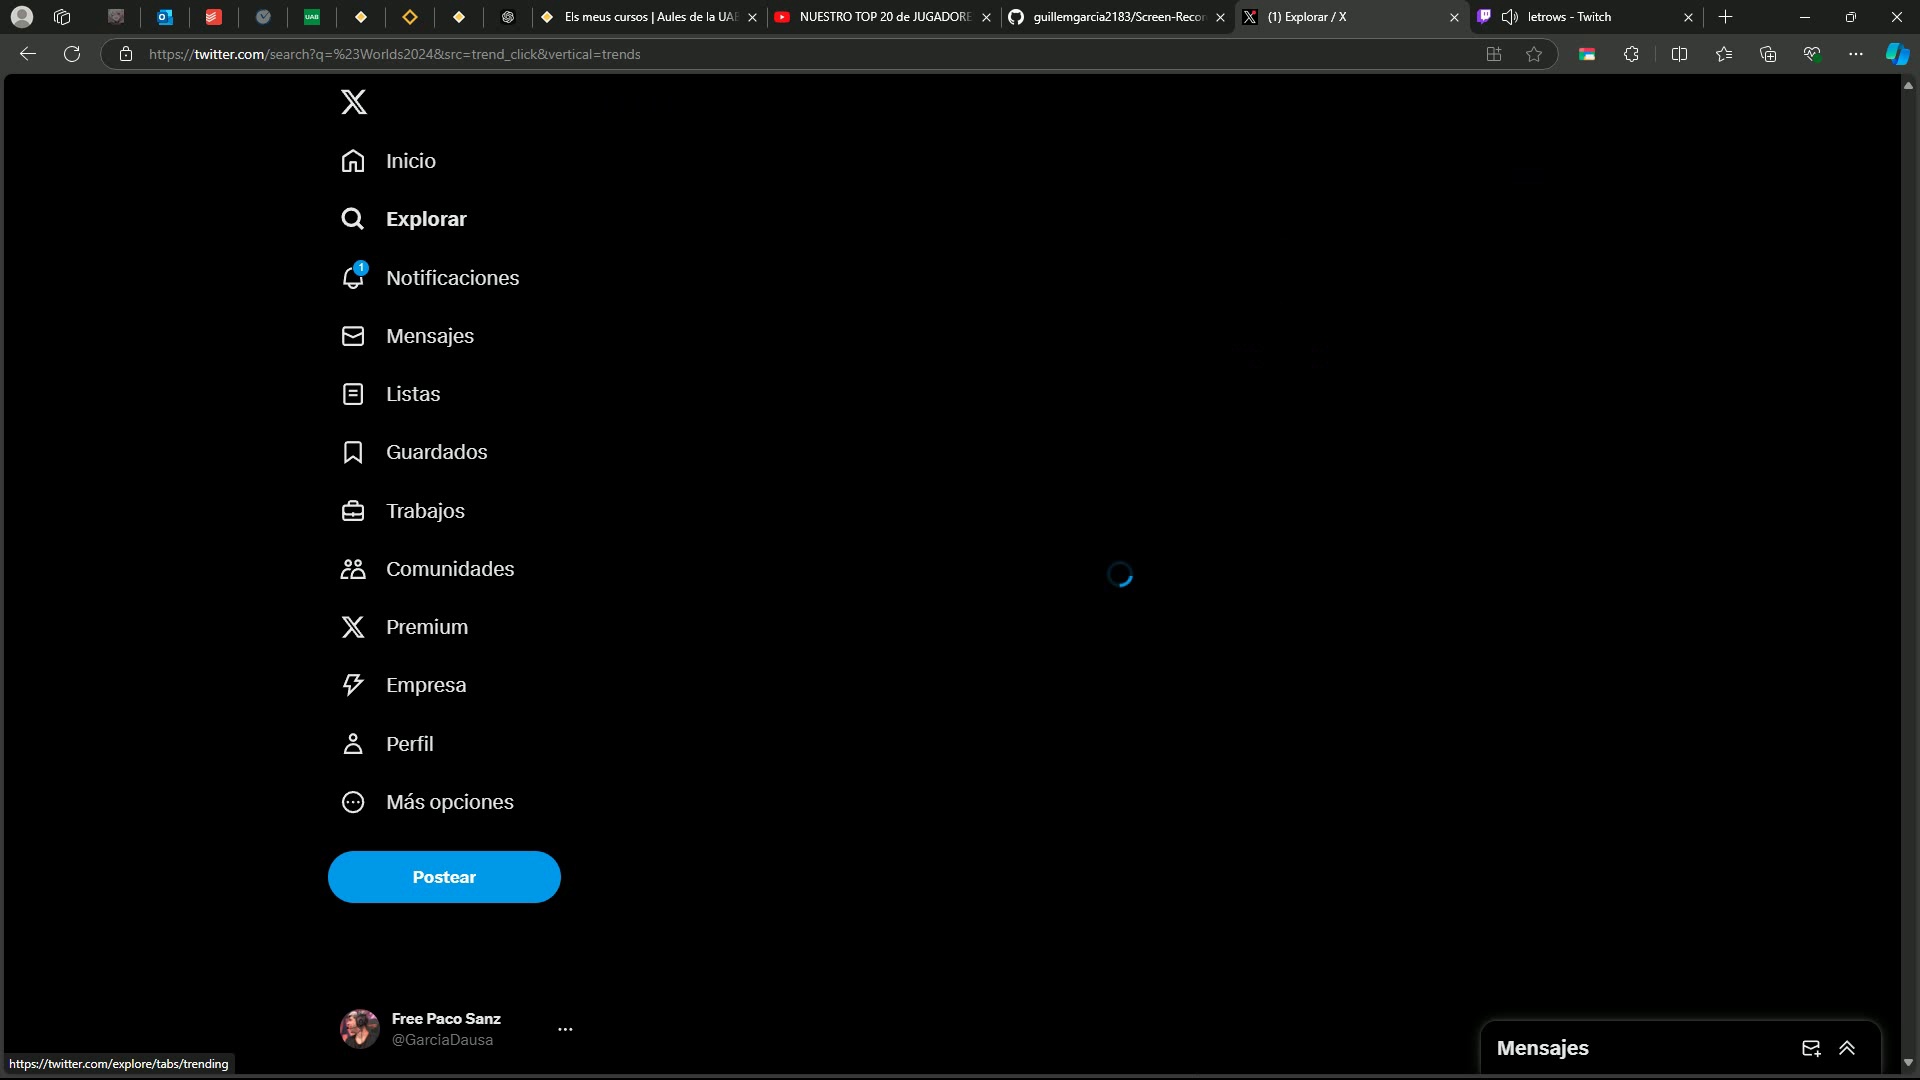 UAB
Els meus cursos | Aules de la UAB
NUESTRO TOP 20 de JUGADORE
guillemgarcia2183/Screen-Recor
(1) Explorar / X
letrows - Twitch
https://twitter.com/search?q=%23Worlds2024&src=trend_click&vertical=trends
Inicio
Explorar
1
Notificaciones
Mensajes
Listas
Guardados
Trabajos
Comunidades
Premium
Empresa
Perfil
Más opciones
Postear
Free Paco Sanz
@GarciaDausa
Mensajes
https://twitter.com/explore/tabs/trending